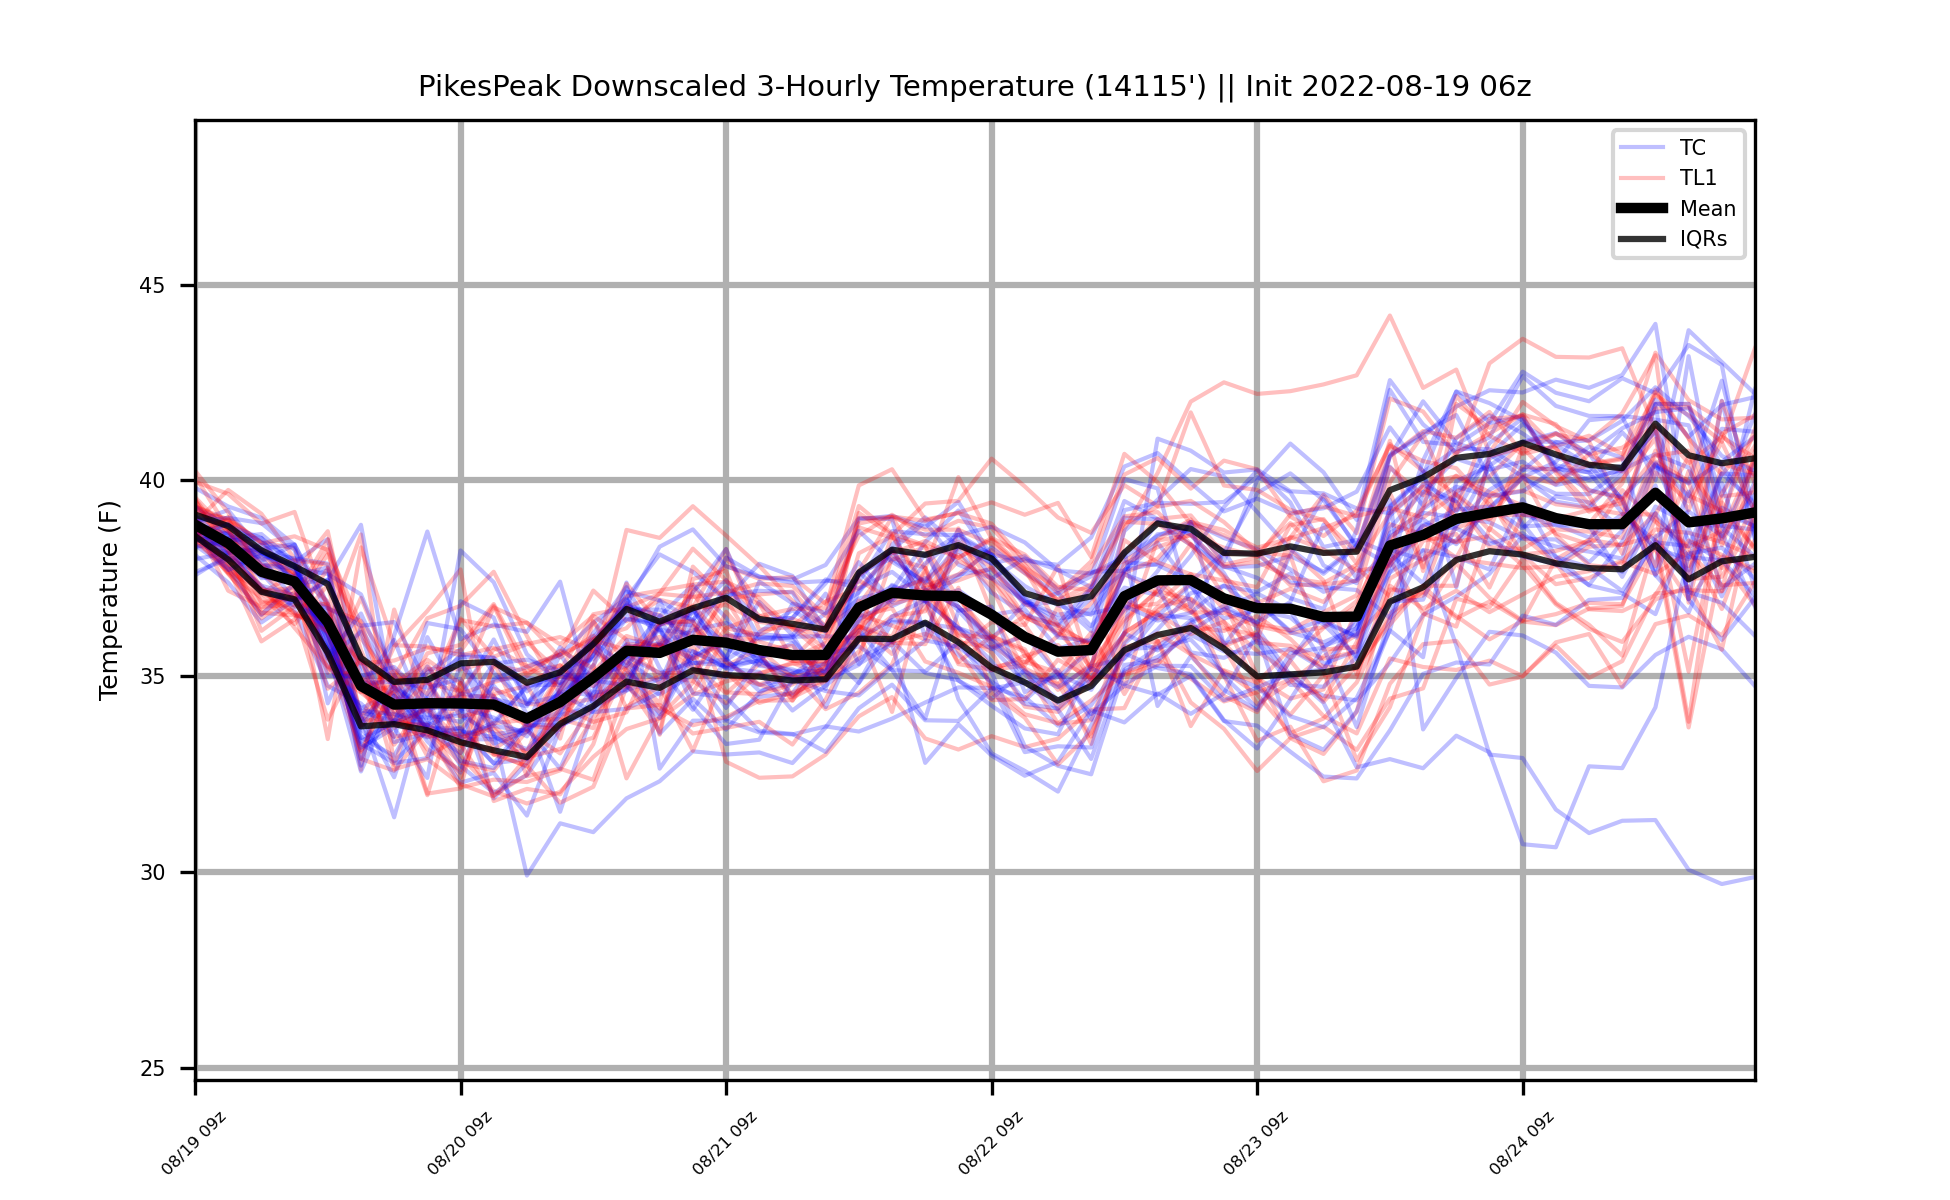 PikesPeak Downscaled 3-Hourly Temperature (14115') || Init 2022-08-19 06z
TC
TL1
Mean
IQRs
Temperature (F)
45
40
35
30
25
08/19 09z
08/20 09z
08/21 09z
08/22 09z
08/23 09z
08/24 09z